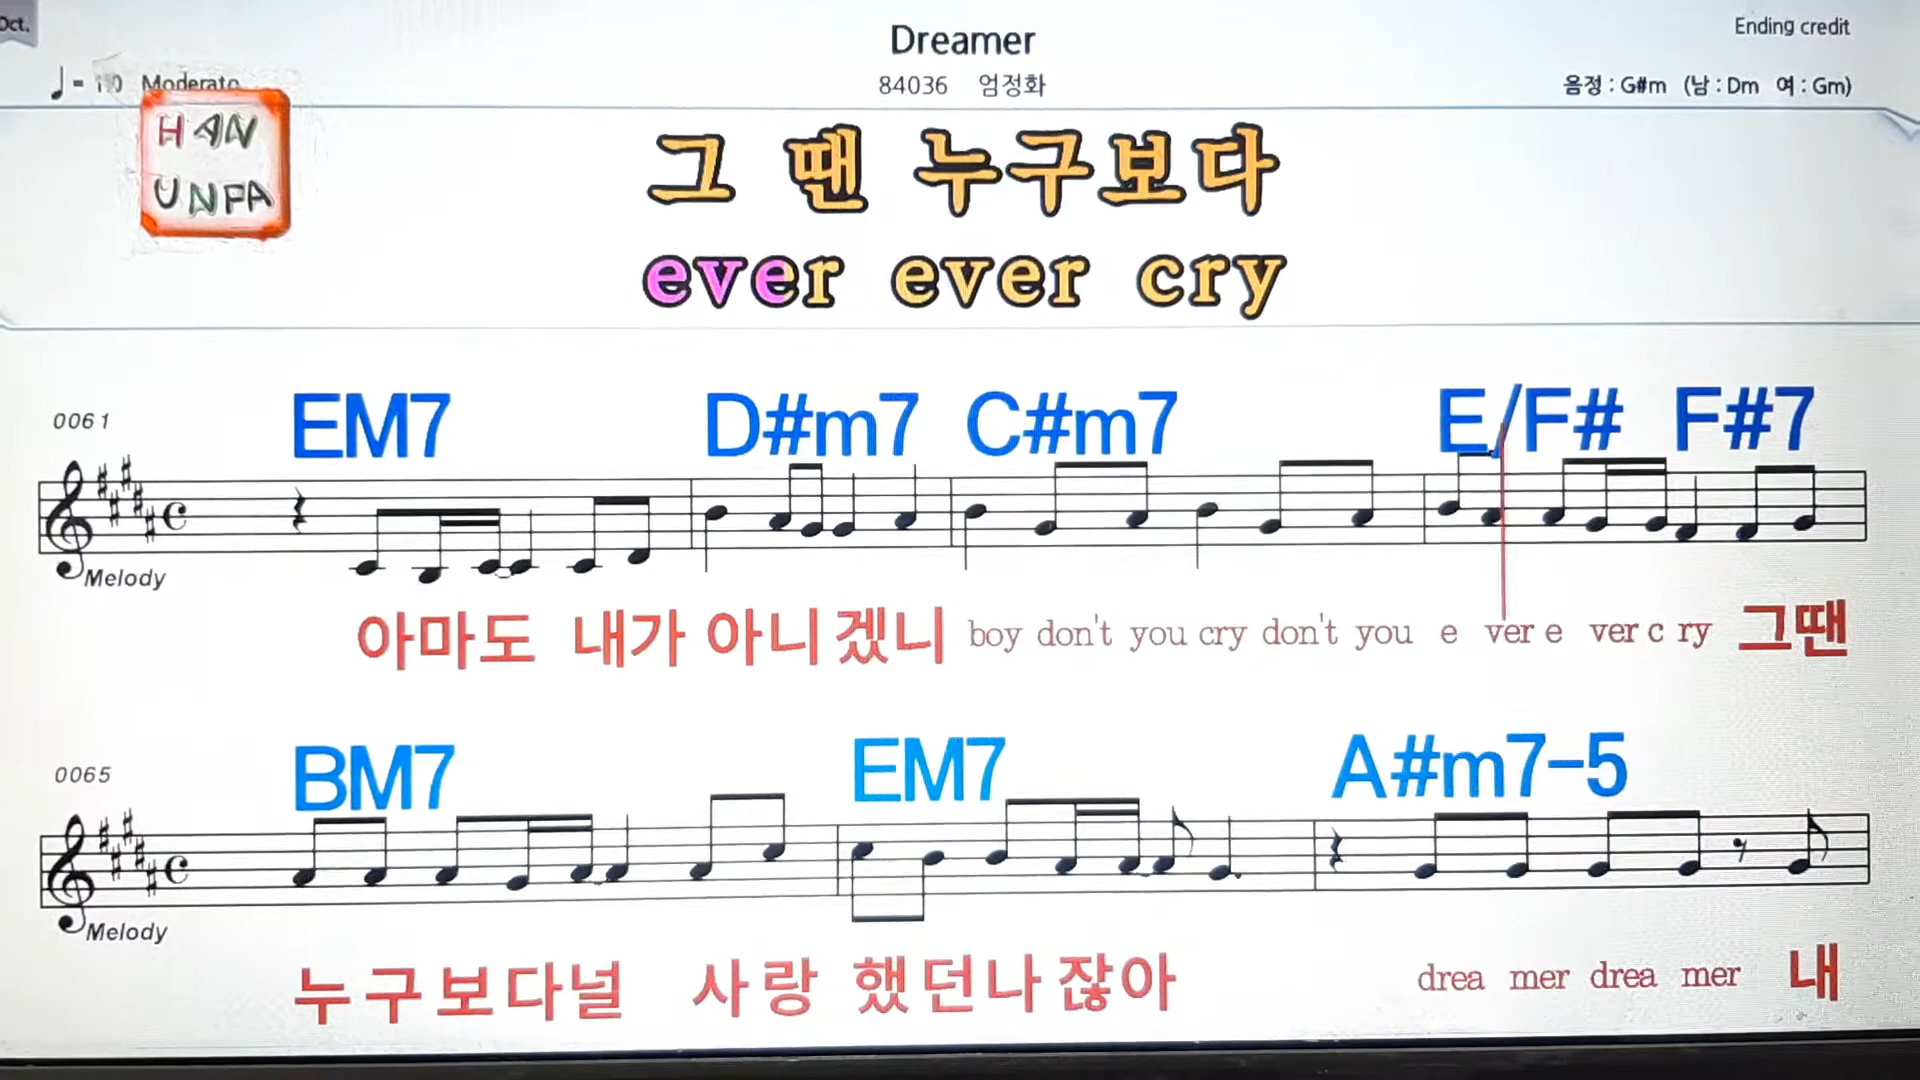 Oct.
Dreamer
Ending credit
Moderato
84036 엄정화
음정 : G#m (남 : Dm 여 : Gm)
HAN
UNPA
그 땐 누구보다
ever ever cry
0061
EM7 D#m7 C#m7 E/F# F#7
Melody
아마도 내가 아니겠니 boy don't you cry don't you e ver e ver c ry 그땐
0065
BM7 EM7 A#m7-5
Melody
누구보다널 사랑 했던나잖아 drea mer drea mer 내